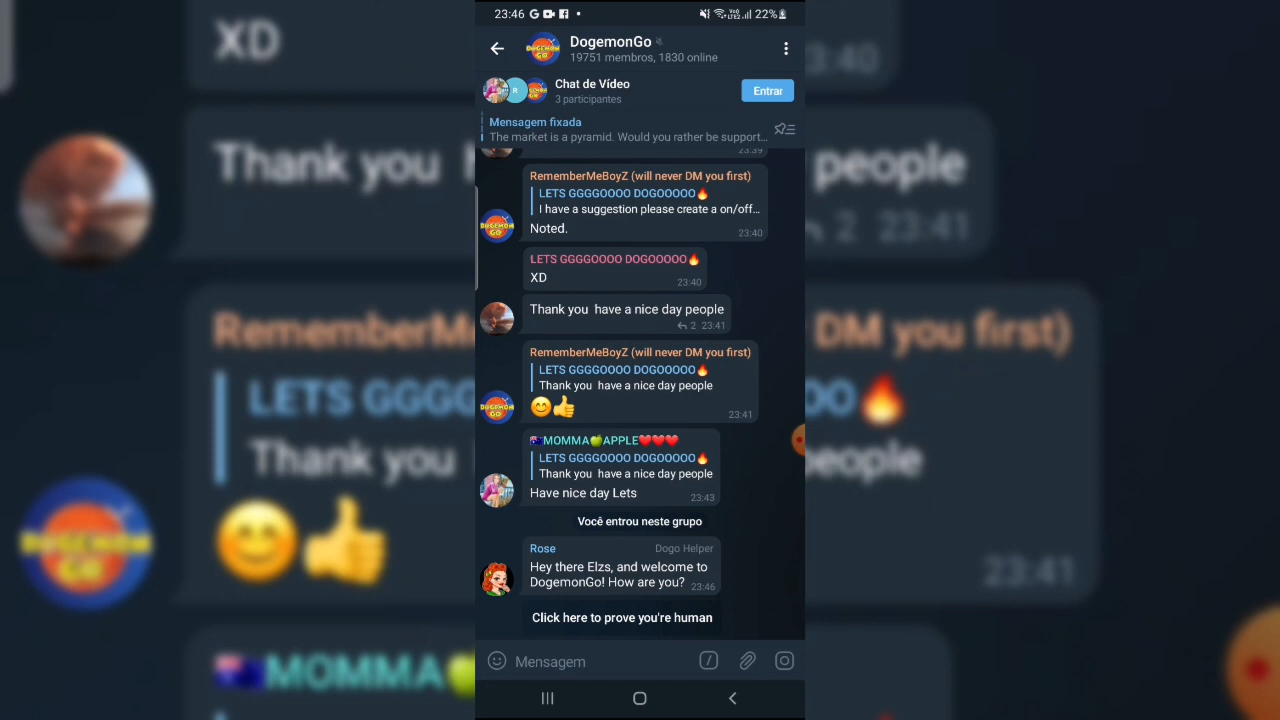 23:46
22%
DogemonGo
19751 membros, 1830 online
Chat de Vídeo
3 participantes
Entrar
Mensagem fixada
The market is a pyramid. Would you rather be support...
23:39
RememberMeBoyZ (will never DM you first)
LETS GGGGOOOO DOGOOOOO🔥
I have a suggestion please create a on/off...
Noted.
23:40
LETS GGGGOOOO DOGOOOOO🔥
XD
23:40
Thank you have a nice day people
2 23:41
RememberMeBoyZ (will never DM you first)
LETS GGGGOOOO DOGOOOOO🔥
Thank you have a nice day people
😊👍
23:41
🇦🇺MOMMA🍏APPLE❤️❤️❤️
LETS GGGGOOOO DOGOOOOO🔥
Thank you have a nice day people
Have nice day Lets
23:43
Você entrou neste grupo
Rose Dogo Helper
Hey there Elzs, and welcome to
DogemonGo! How are you?
23:46
Click here to prove you're human
Mensagem